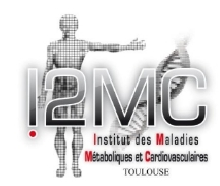 I2MC
Institut des Maladies
Métaboliques et Cardiovasculaires
TOULOUSE